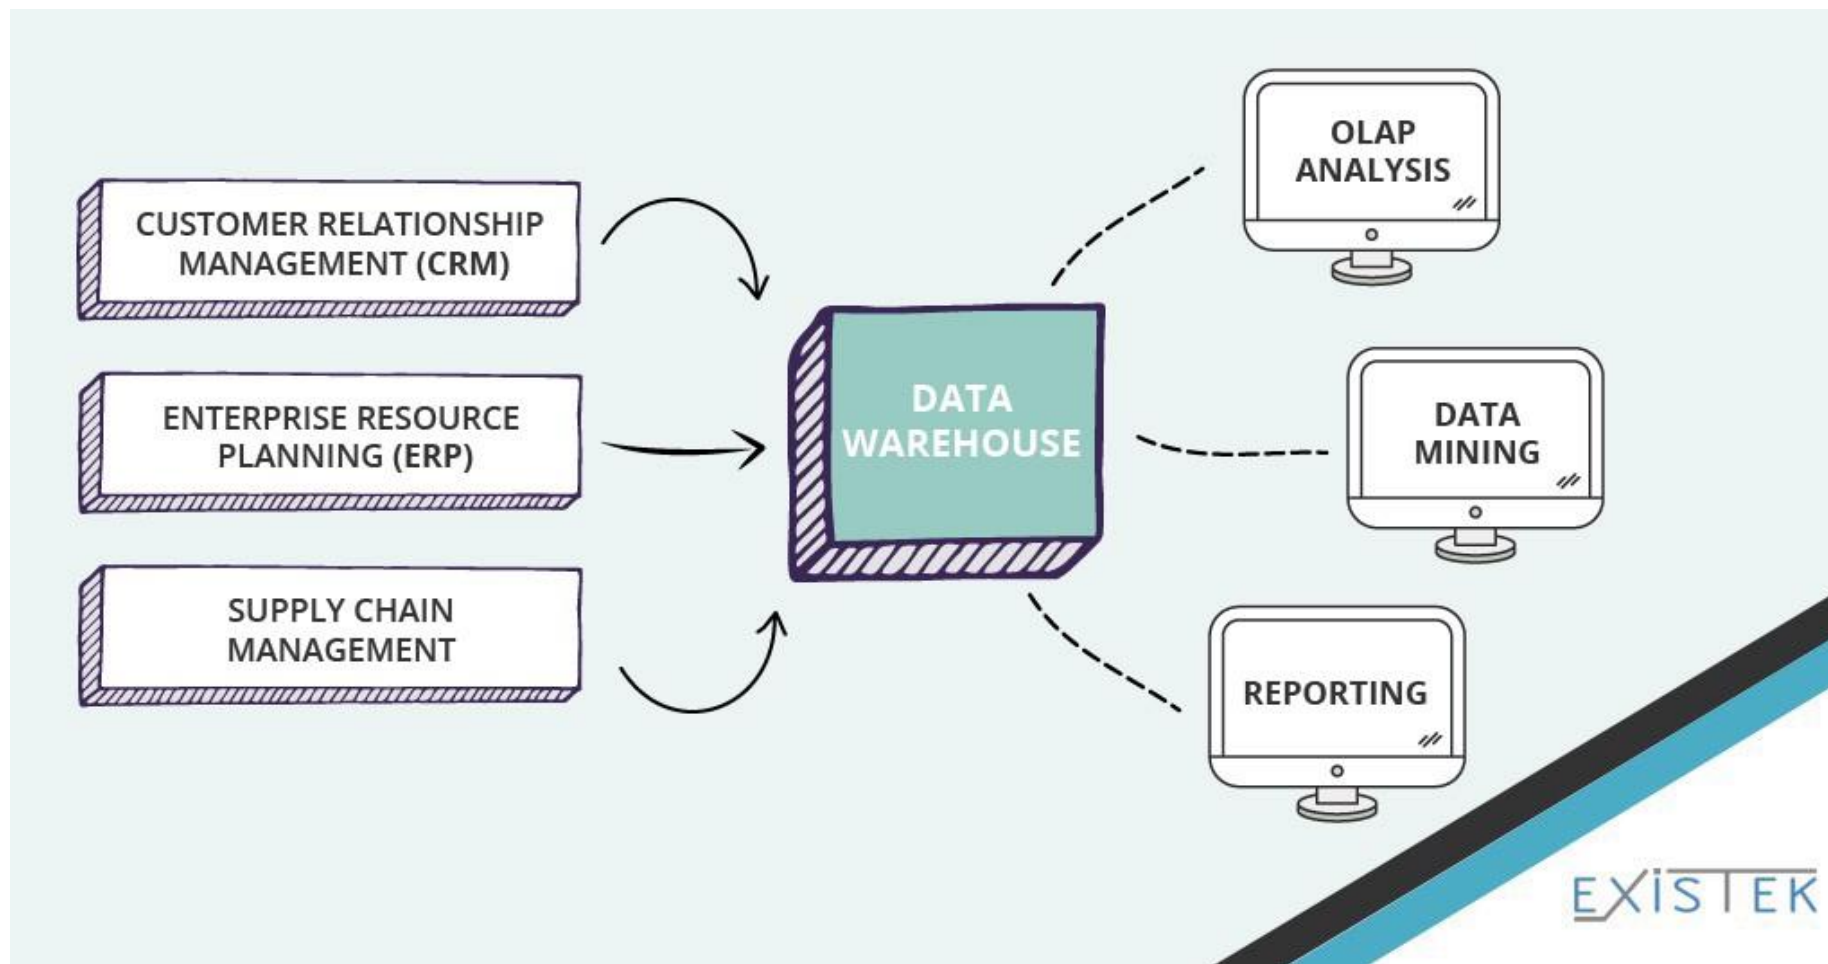 CUSTOMER RELATIONSHIP
MANAGEMENT (CRM)
ENTERPRISE RESOURCE
PLANNING (ERP)
SUPPLY CHAIN
MANAGEMENT
DATA
WAREHOUSE
OLAP
ANALYSIS
DATA
MINING
REPORTING
EXiSTEK